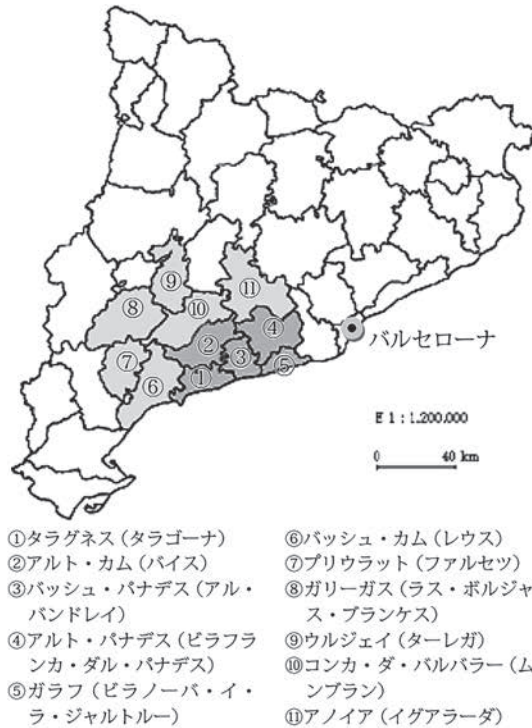 バルセローナ
E 1 : 1.200.000
0 40 km
①タラグネス（タラゴーナ）
②アルト・カム（バイス）
③バッシュ・パナデス（アル・
バンドレイ）
④アルト・パナデス（ビラフラ
ンカ・ダル・パナデス）
⑤ガラフ（ビラノーバ・イ・
ラ・ジャルトルー）
⑥バッシュ・カム（レウス）
⑦プリウラット（ファルセツ）
⑧ガリーガス（ラス・ボルジャ
ス・ブランケス）
⑨ウルジェイ（ターレガ）
⑩コンカ・ダ・バルバラー（ム
ンブラン）
⑪アノイア（イグアラーダ）
⑨
⑪
⑧
⑩
④
②
⑦
③
⑥
①
⑤